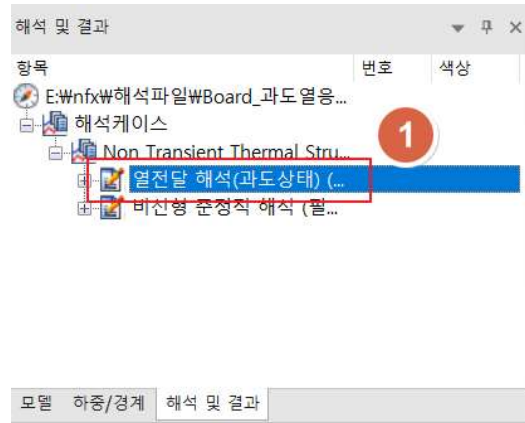 해석 및 결과
항목 번호 색상
E:₩nfx₩해석파일₩Board_과도열응...
해석케이스
Non Transient Thermal Stru...
1
열전달 해석(과도상태) (...
비선형 준정적 해석 (필...
모델 하중/경계 해석 및 결과